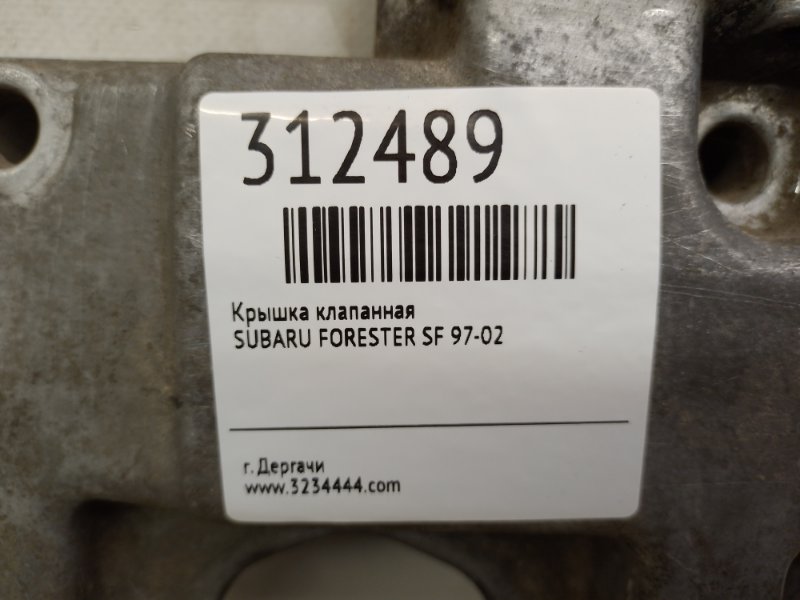 312489
Крышка клапанная
SUBARU FORESTER SF 97-02
г. Дергачи
www.3234444.com